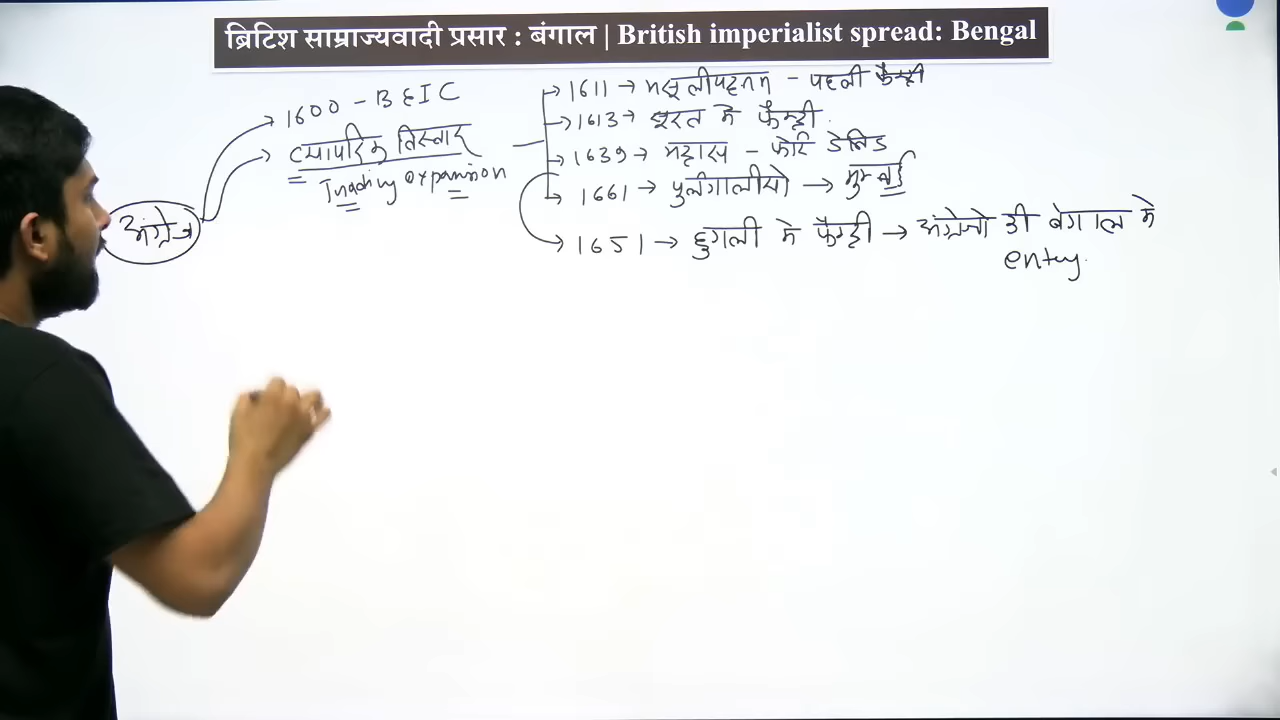 ब्रिटिश साम्राज्यवादी प्रसार : बंगाल | British imperialist spread: Bengal
1600 - BEIC
व्यापारिक विस्तार
Trading expansion
अंग्रेज
1611 → मसूलीपट्टनम - पहली फैक्ट्री
1613 → सूरत मे फैक्ट्री.
1639 → मद्रास - फोर्ट डेविड
1661 → पुर्तगालीयो → मुम्बई
1651 → हुगली मे फैक्ट्री → अंग्रेजो की बंगाल मे
entry.